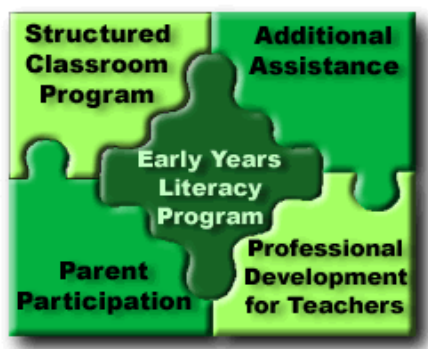 Structured
Classroom
Program
Additional
Assistance
Early Years
Literacy
Program
Parent
Participation
Professional
Development
for Teachers